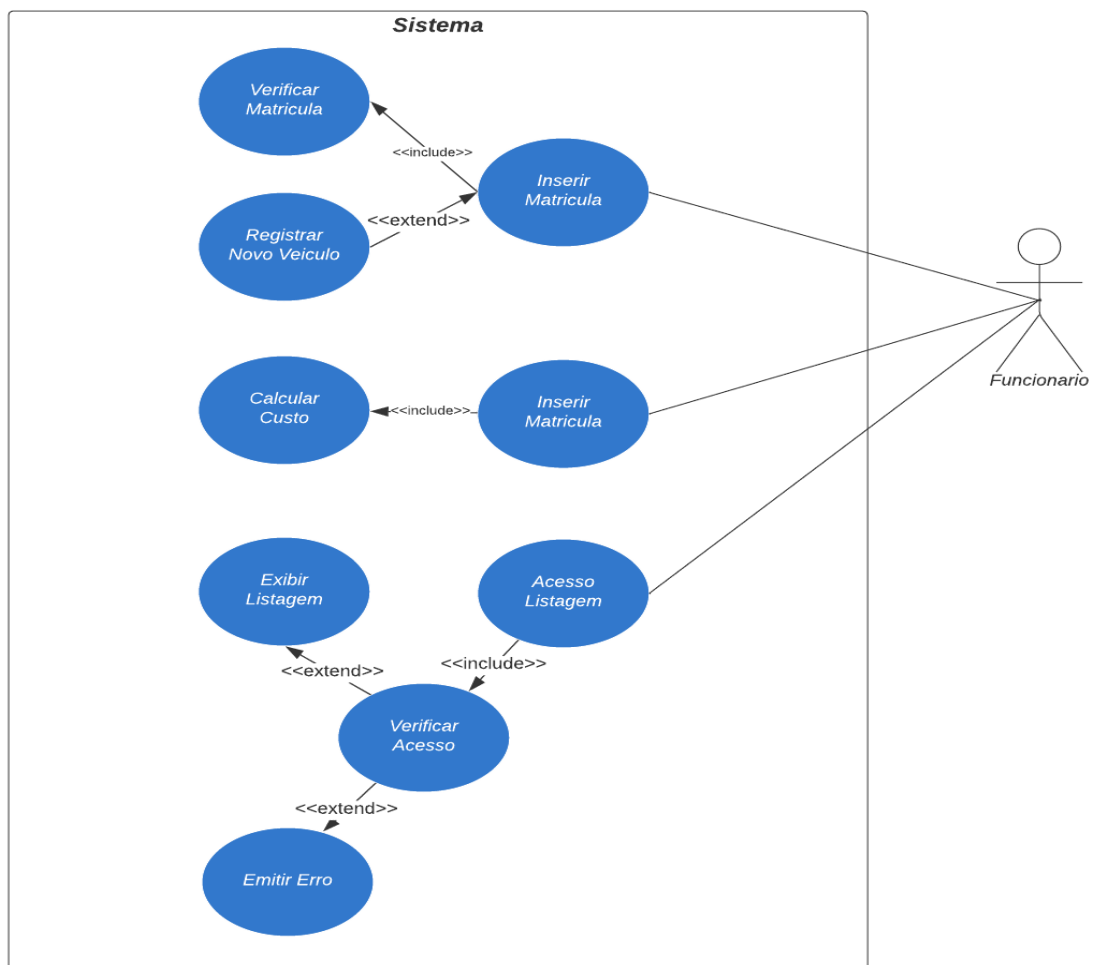 Sistema
Verificar
Matricula
<<include>>
Inserir
Matricula
<<extend>>
Registrar
Novo Veiculo
Funcionario
Calcular
Custo
<<include>>
Inserir
Matricula
Exibir
Listagem
Acesso
Listagem
<<include>>
<<extend>>
Verificar
Acesso
<<extend>>
Emitir Erro